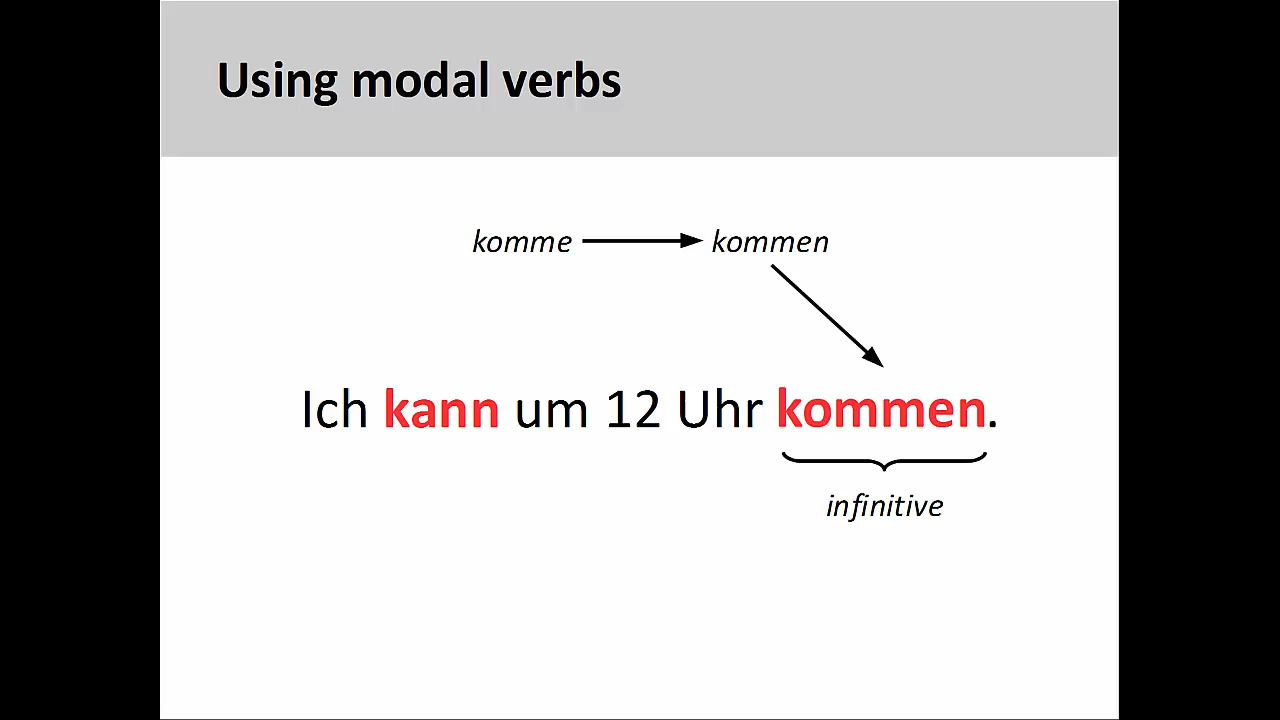 Using modal verbs
komme kommen
Ich kann um 12 Uhr kommen.
infinitive